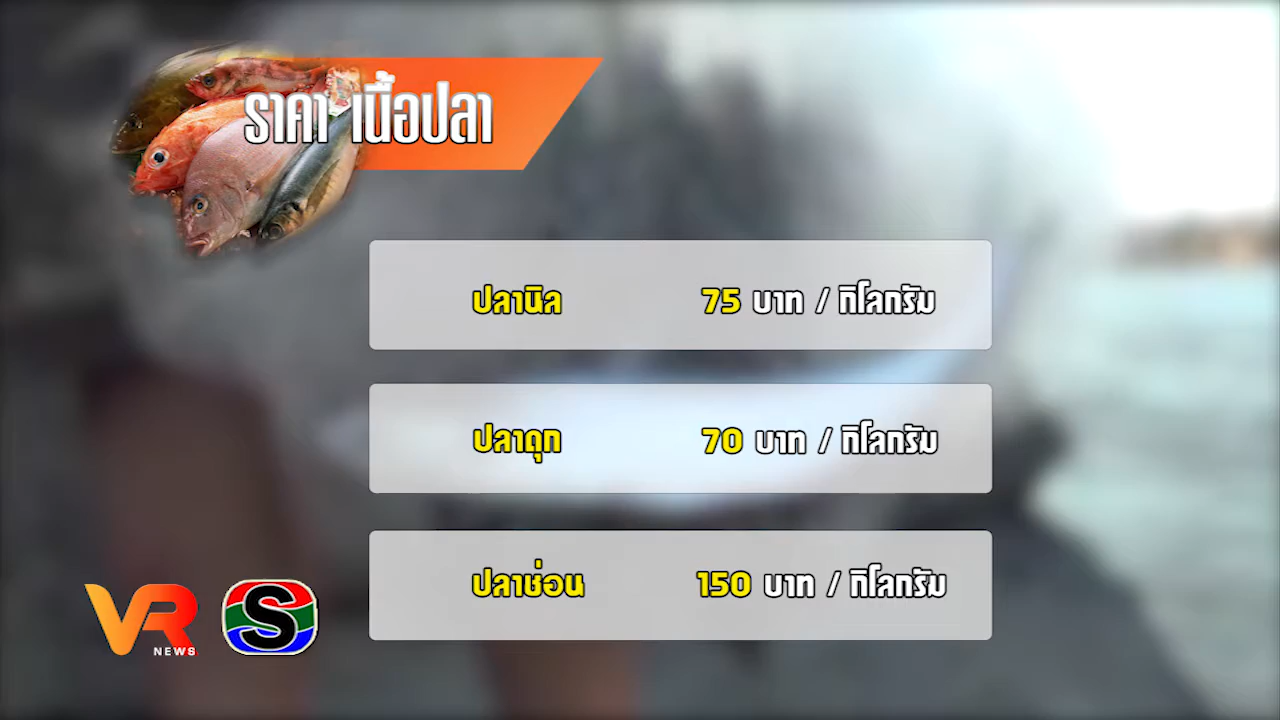 ราคา เนื้อปลา
ปลานิล 75 บาท / กิโลกรัม
ปลาดุก 70 บาท / กิโลกรัม
ปลาช่อน 150 บาท / กิโลกรัม
VR
NEWS
S